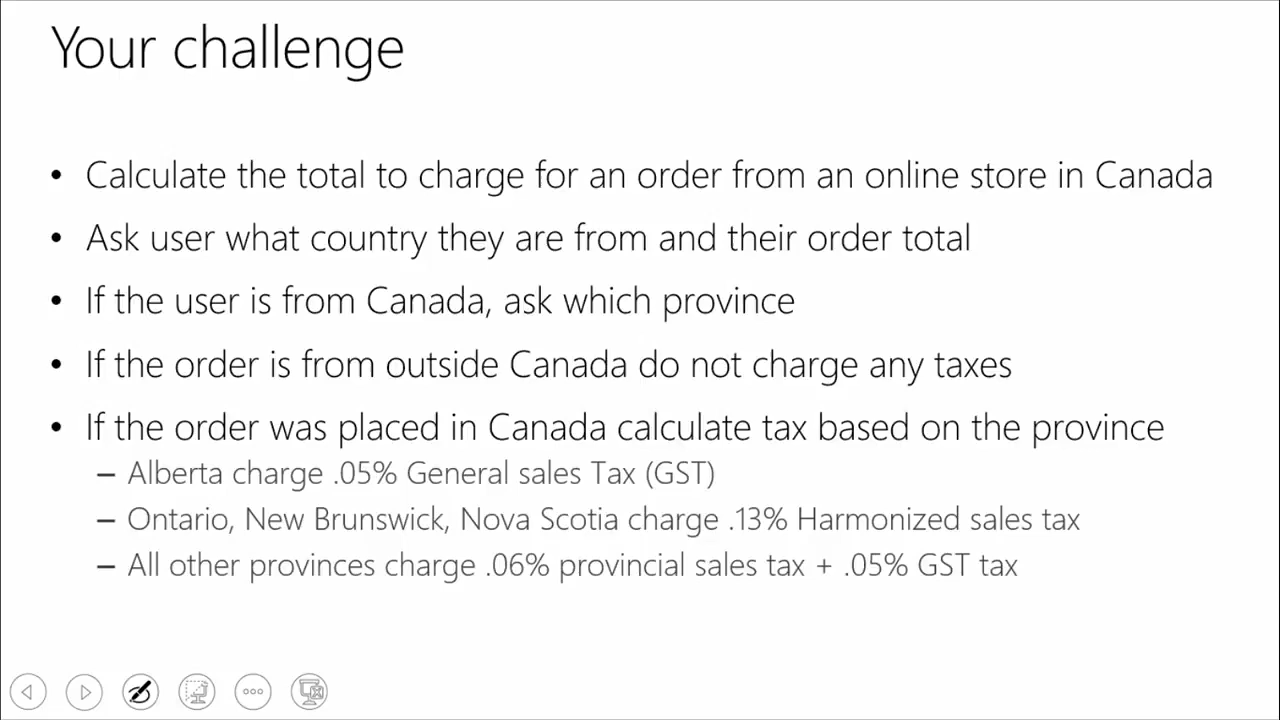 Your challenge
• Calculate the total to charge for an order from an online store in Canada
• Ask user what country they are from and their order total
• If the user is from Canada, ask which province
• If the order is from outside Canada do not charge any taxes
• If the order was placed in Canada calculate tax based on the province
– Alberta charge .05% General sales Tax (GST)
– Ontario, New Brunswick, Nova Scotia charge .13% Harmonized sales tax
– All other provinces charge .06% provincial sales tax + .05% GST tax